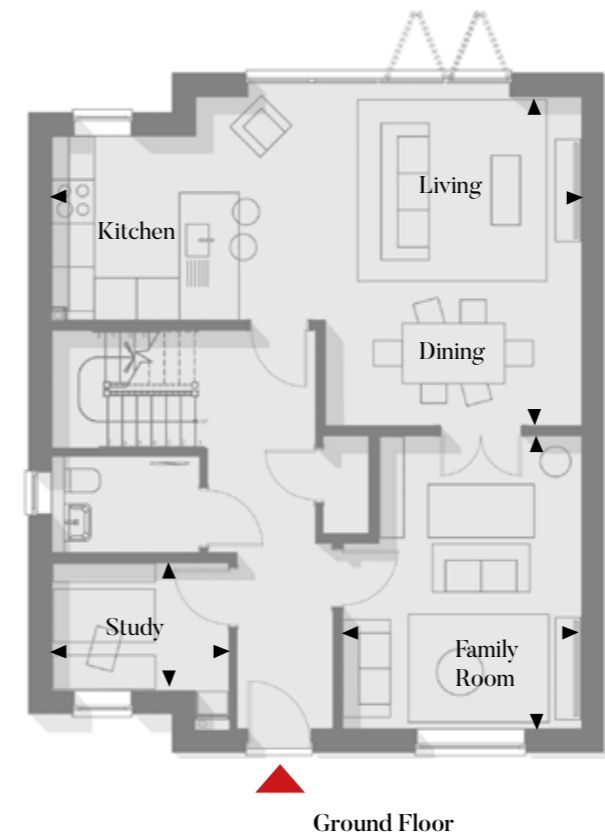 Living
Kitchen
Dining
Study
Family
Room
Ground Floor